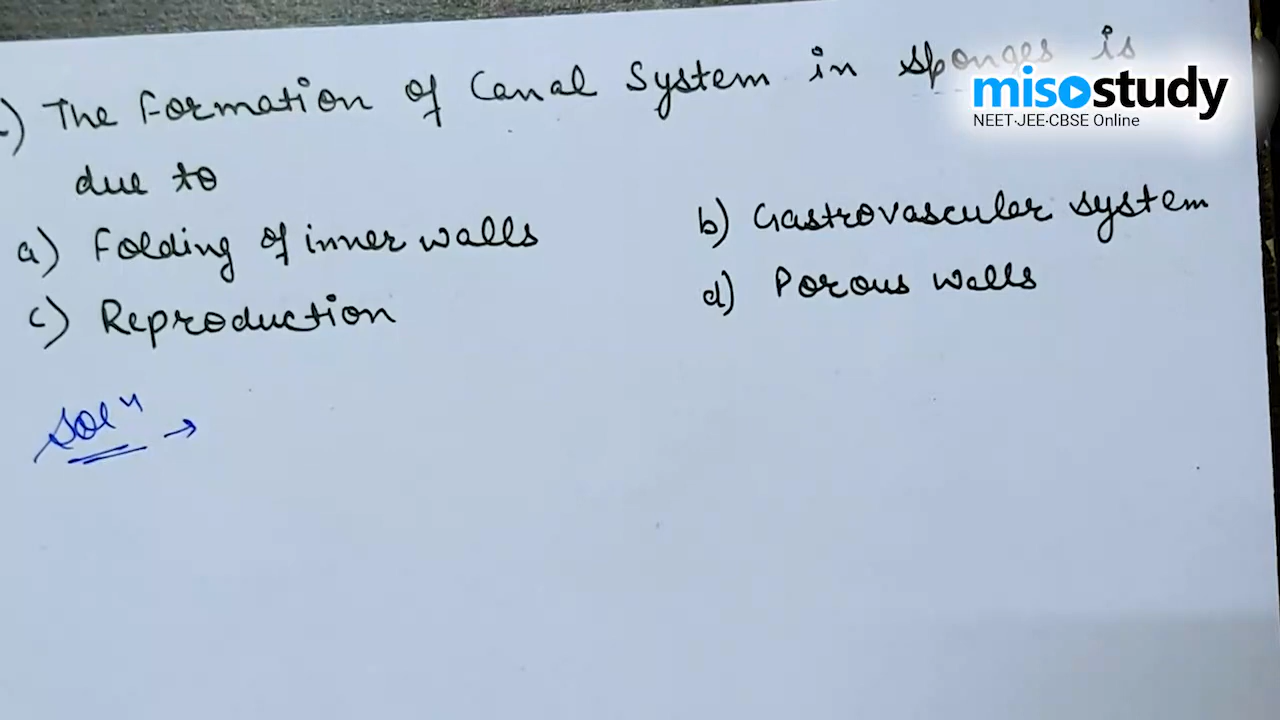 ) The Formation of Canal System in sponges is
misostudy
NEET·JEE·CBSE Online
due to
a) Folding of inner walls
b) Gastrovascular system
c) Reproduction
d) Porous walls
Solⁿ →